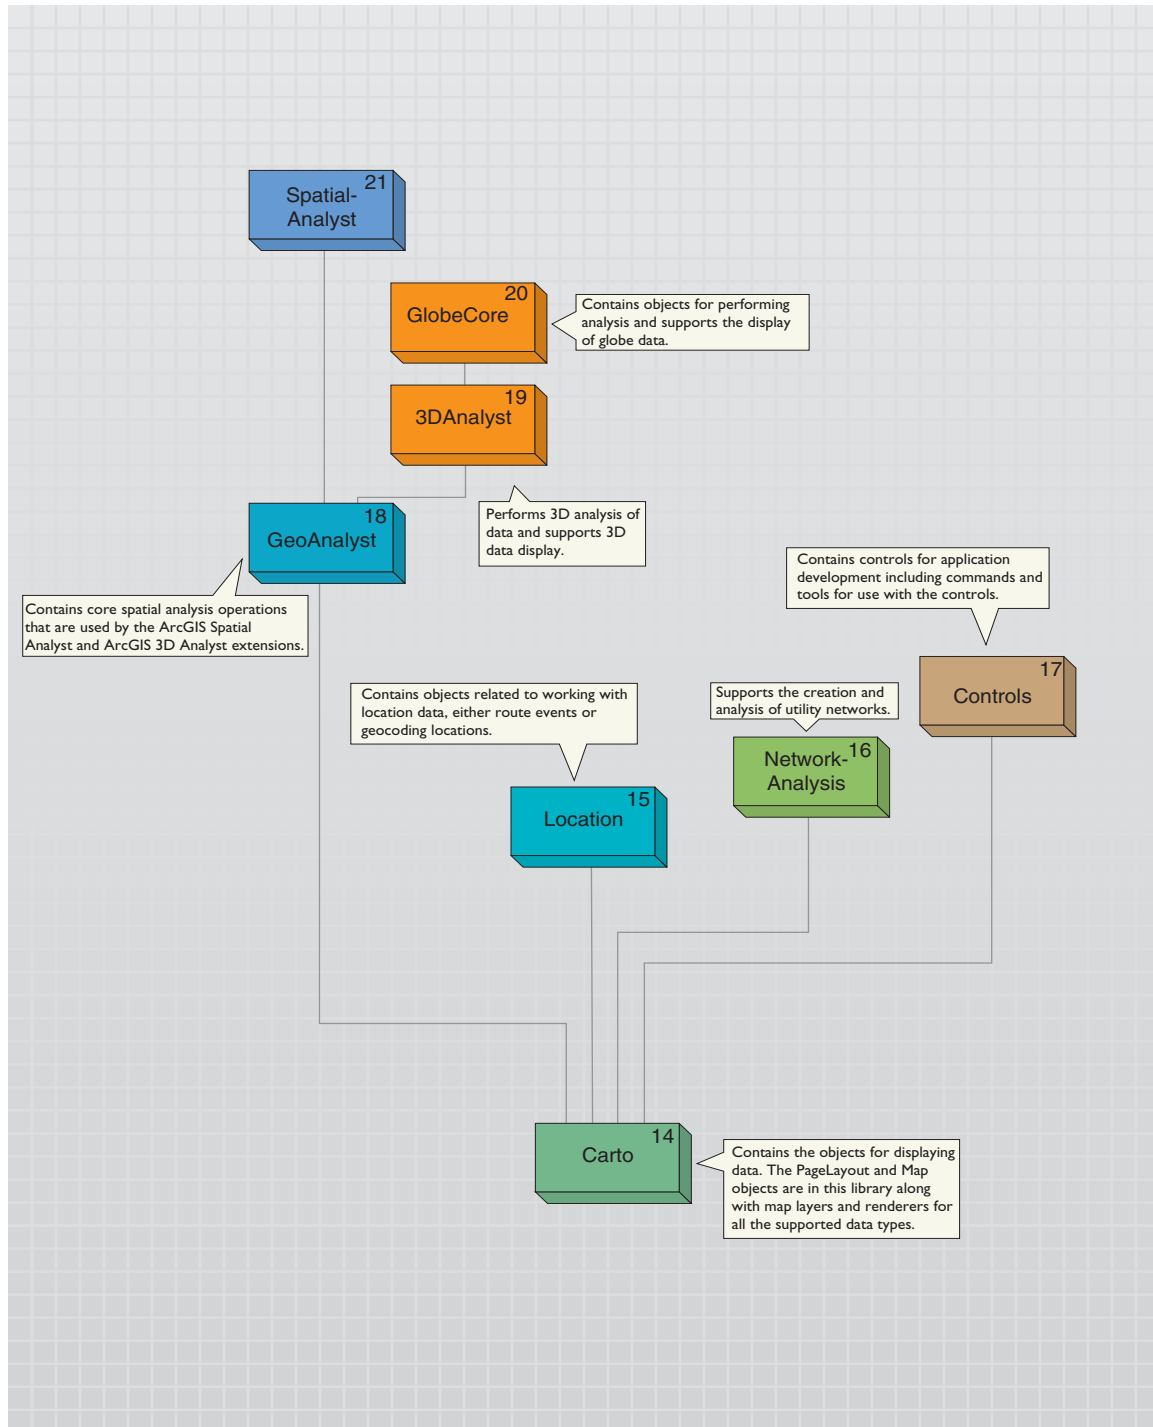 21
Spatial-
Analyst
20
GlobeCore
Contains objects for performing
analysis and supports the display
of globe data.
19
3DAnalyst
Performs 3D analysis of
data and supports 3D
data display.
18
GeoAnalyst
Contains core spatial analysis operations
that are used by the ArcGIS Spatial
Analyst and ArcGIS 3D Analyst extensions.
Contains controls for application
development including commands and
tools for use with the controls.
17
Controls
Contains objects related to working with
location data, either route events or
geocoding locations.
Supports the creation and
analysis of utility networks.
16
Network-
Analysis
15
Location
14
Carto
Contains the objects for displaying
data. The PageLayout and Map
objects are in this library along
with map layers and renderers for
all the supported data types.